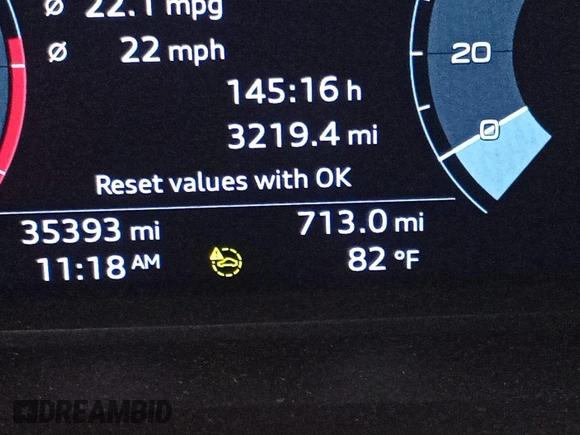 Ø 22.1 mpg
Ø 22 mph
145:16 h
3219.4 mi
Reset values with OK
35393 mi 713.0 mi
11:18 AM 82 °F
20
0
DREAMBID